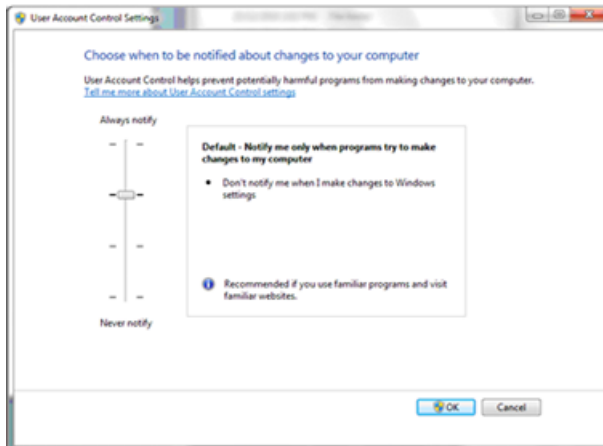 User Account Control Settings
Choose when to be notified about changes to your computer
User Account Control helps prevent potentially harmful programs from making changes to your computer.
Tell me more about User Account Control settings
Always notify
Default - Notify me only when programs try to make
changes to my computer
• Don't notify me when I make changes to Windows
settings
Recommended if you use familiar programs and visit
familiar websites.
Never notify
OK
Cancel